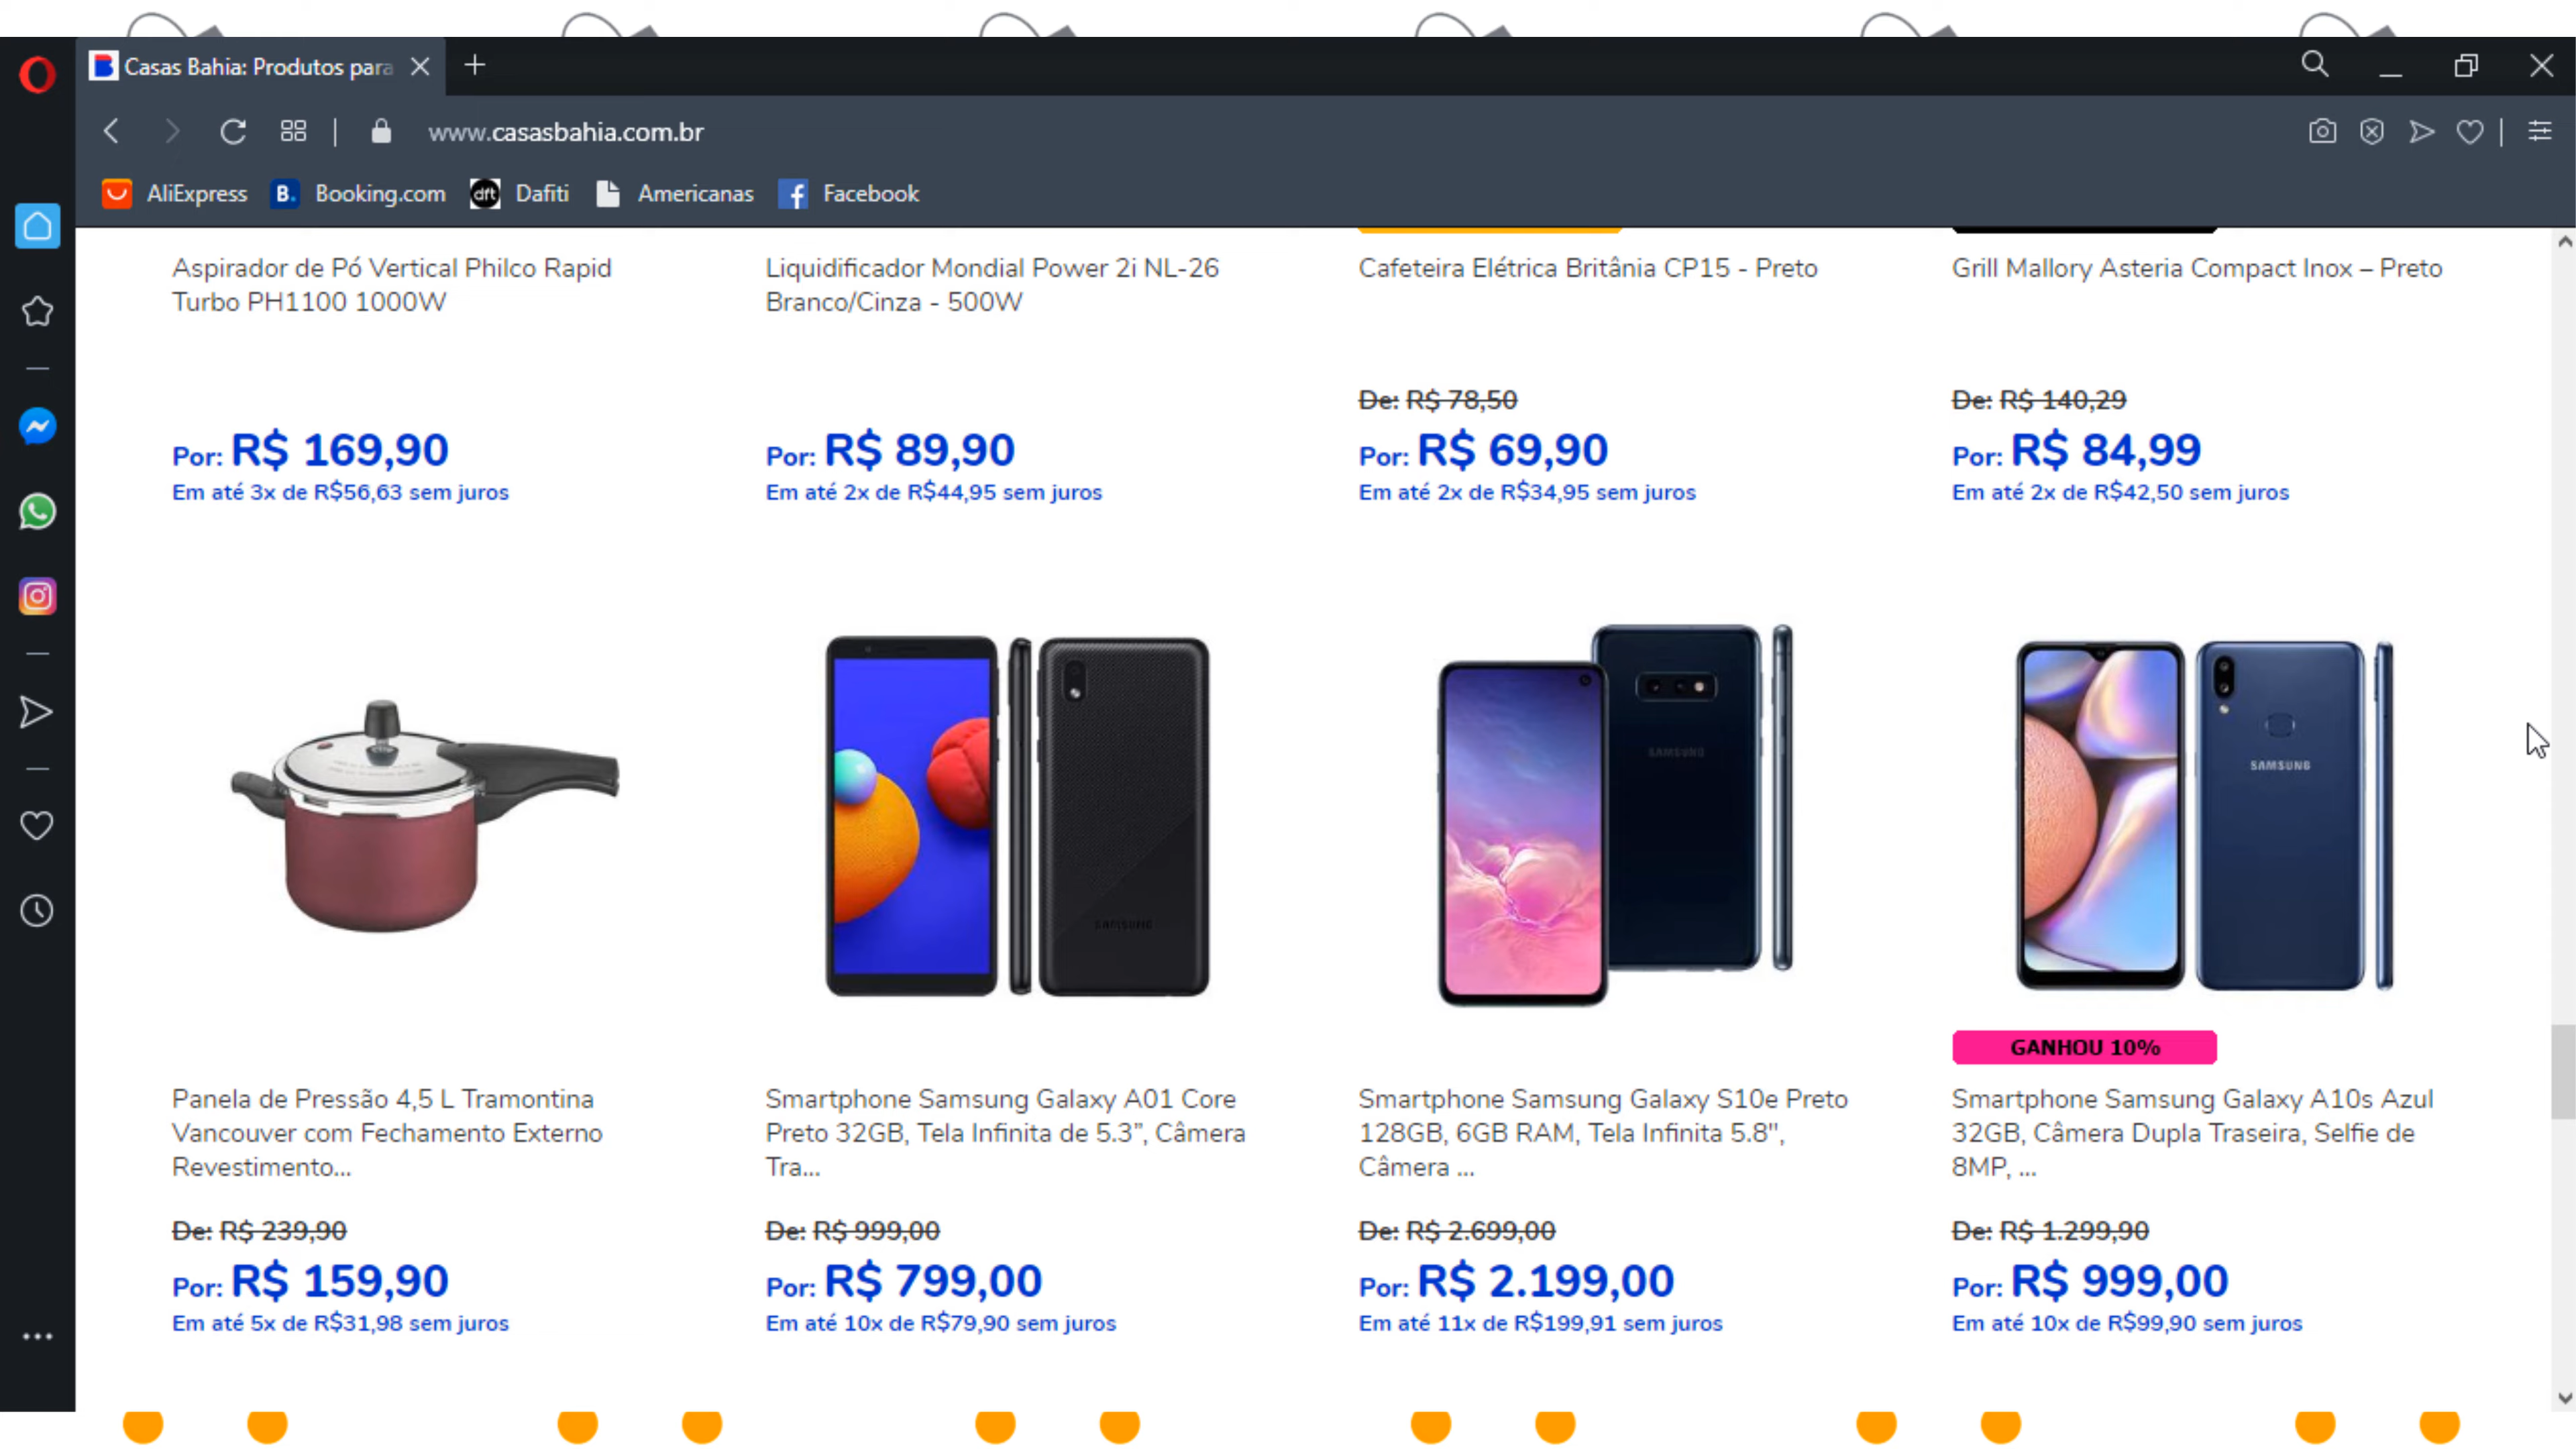 Casas Bahia: Produtos para
www.casasbahia.com.br
AliExpress
B. Booking.com
dft Dafiti
Americanas
Facebook
Aspirador de Pó Vertical Philco Rapid
Turbo PH1100 1000W
Por: R$ 169,90
Em até 3x de R$56,63 sem juros
Liquidificador Mondial Power 2i NL-26
Branco/Cinza - 500W
Por: R$ 89,90
Em até 2x de R$44,95 sem juros
Cafeteira Elétrica Britânia CP15 - Preto
De: R$ 78,50
Por: R$ 69,90
Em até 2x de R$34,95 sem juros
Grill Mallory Asteria Compact Inox – Preto
De: R$ 140,29
Por: R$ 84,99
Em até 2x de R$42,50 sem juros
Panela de Pressão 4,5 L Tramontina
Vancouver com Fechamento Externo
Revestimento...
De: R$ 239,90
Por: R$ 159,90
Em até 5x de R$31,98 sem juros
SAMSUNG
Smartphone Samsung Galaxy A01 Core
Preto 32GB, Tela Infinita de 5.3”, Câmera
Tra...
De: R$ 999,00
Por: R$ 799,00
Em até 10x de R$79,90 sem juros
SAMSUNG
Smartphone Samsung Galaxy S10e Preto
128GB, 6GB RAM, Tela Infinita 5.8",
Câmera ...
De: R$ 2.699,00
Por: R$ 2.199,00
Em até 11x de R$199,91 sem juros
SAMSUNG
GANHOU 10%
Smartphone Samsung Galaxy A10s Azul
32GB, Câmera Dupla Traseira, Selfie de
8MP, ...
De: R$ 1.299,90
Por: R$ 999,00
Em até 10x de R$99,90 sem juros